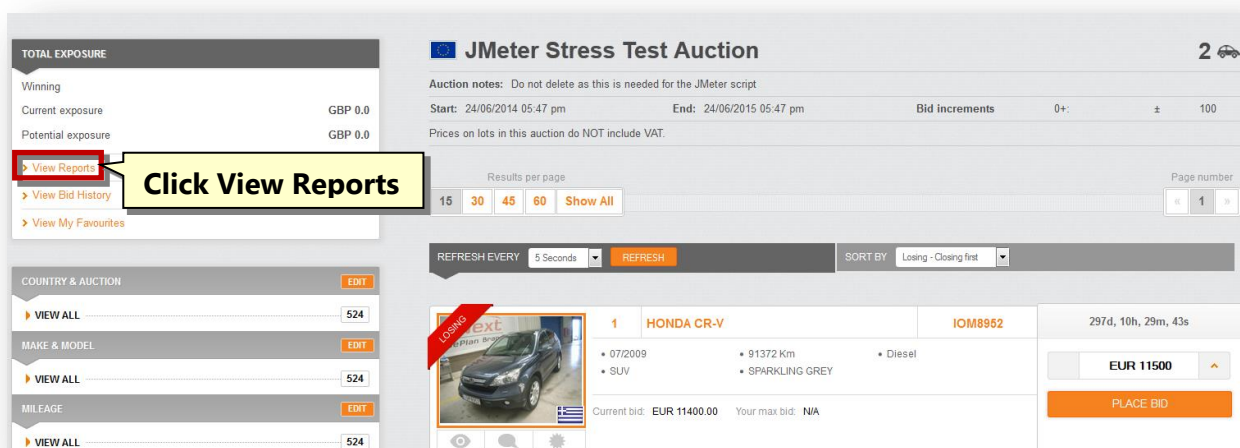 TOTAL EXPOSURE
Winning
Current exposure GBP 0.0
Potential exposure GBP 0.0
View Reports
View Bid History
View My Favourites
Click View Reports
COUNTRY & AUCTION EDIT
VIEW ALL 524
MAKE & MODEL EDIT
VIEW ALL 524
MILEAGE EDIT
VIEW ALL 524
JMeter Stress Test Auction 2
Auction notes: Do not delete as this is needed for the JMeter script
Start: 24/06/2014 05:47 pm End: 24/06/2015 05:47 pm Bid increments 0+: ± 100
Prices on lots in this auction do NOT include VAT.
Results per page Page number
15 30 45 60 Show All « 1 »
REFRESH EVERY 5 Seconds REFRESH SORT BY Losing - Closing first
LOSING
1 HONDA CR-V IOM8952 297d, 10h, 29m, 43s
• 07/2009 • 91372 Km • Diesel
• SUV • SPARKLING GREY
EUR 11500
PLACE BID
Current bid: EUR 11400.00 Your max bid: N/A